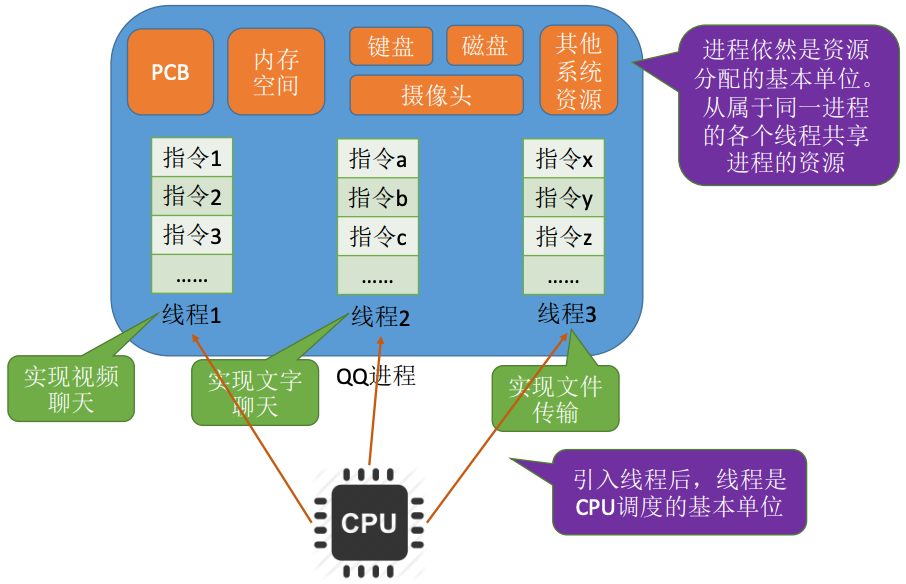 PCB
内存
空间
键盘
磁盘
摄像头
其他
系统
资源
进程依然是资源
分配的基本单位。
从属于同一进程
的各个线程共享
进程的资源
指令1
指令2
指令3
……
线程1
指令a
指令b
指令c
……
线程2
指令x
指令y
指令z
……
线程3
实现视频
聊天
实现文字
聊天
QQ进程
实现文件
传输
引入线程后，线程是
CPU调度的基本单位
CPU